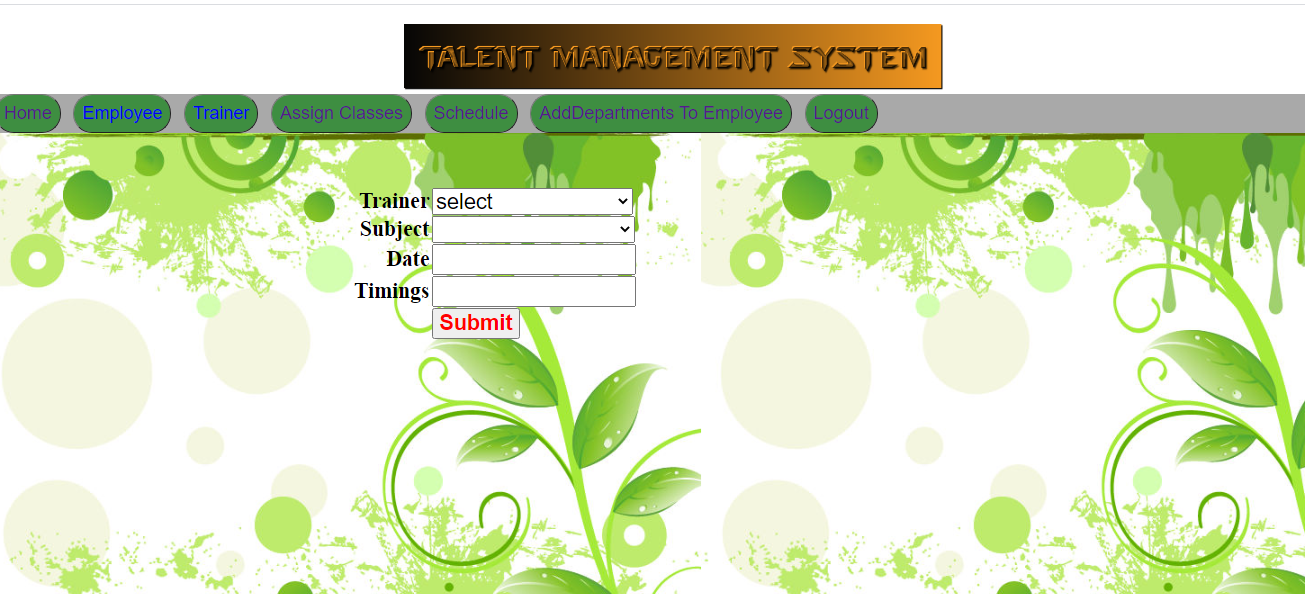 TALENT MANAGEMENT SYSTEM
Home Employee Trainer Assign Classes Schedule AddDepartments To Employee Logout
Trainer select
Subject
Date
Timings
Submit